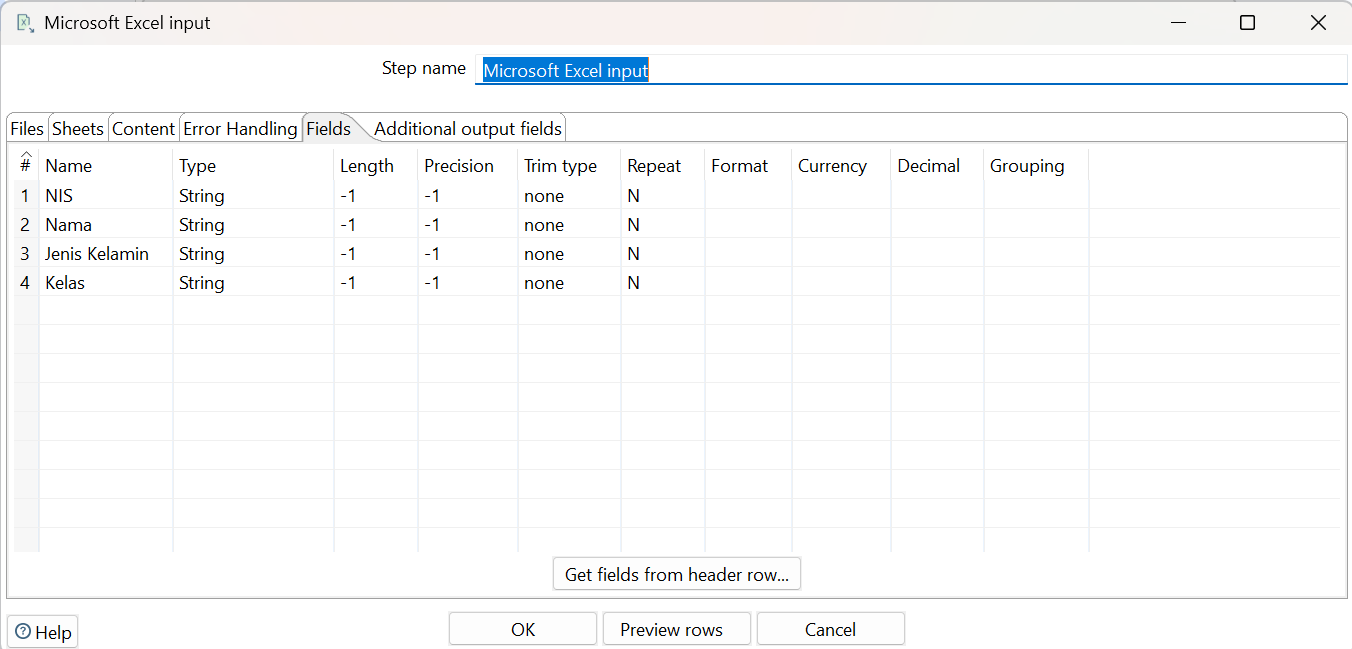 Microsoft Excel input
Step name Microsoft Excel input
Files Sheets Content Error Handling Fields Additional output fields
# Name Type Length Precision Trim type Repeat Format Currency Decimal Grouping
1 NIS String -1 -1 none N
2 Nama String -1 -1 none N
3 Jenis Kelamin String -1 -1 none N
4 Kelas String -1 -1 none N
Get fields from header row...
Help OK Preview rows Cancel